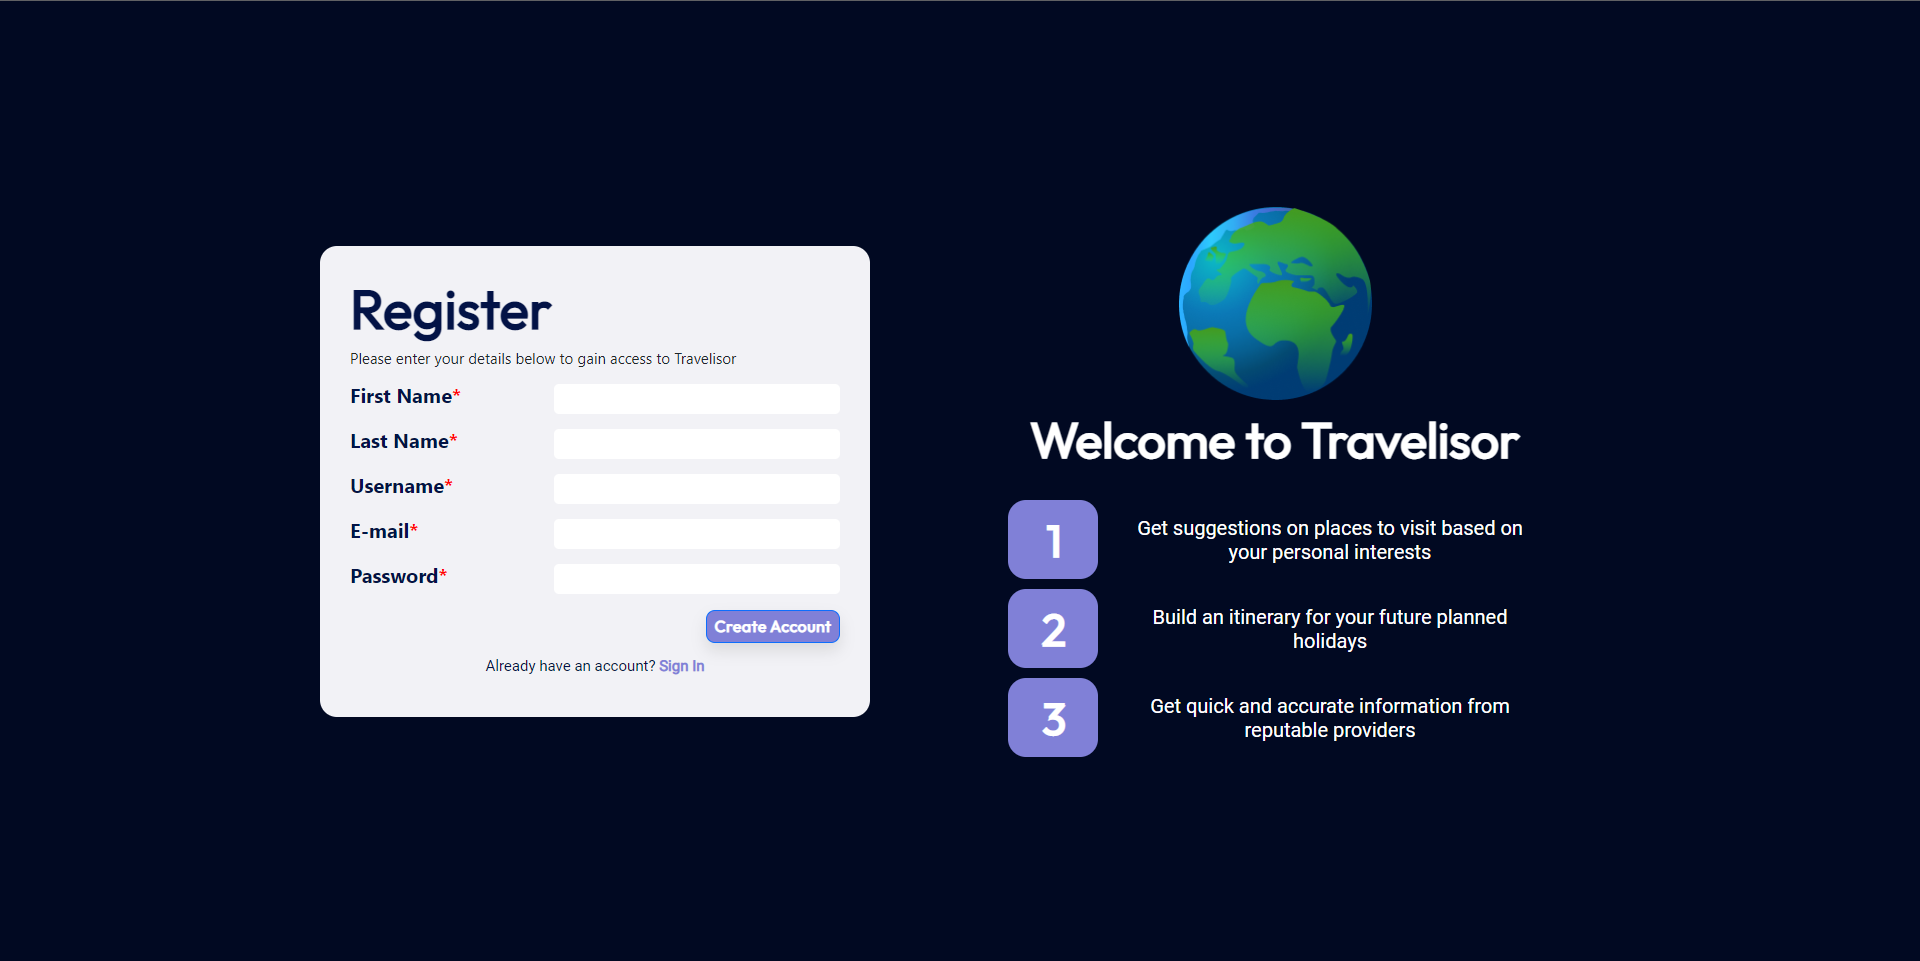 Register
Please enter your details below to gain access to Travelisor
First Name*
Last Name*
Username*
E-mail*
Password*
Create Account
Already have an account? Sign In
Welcome to Travelisor
1
Get suggestions on places to visit based on
your personal interests
2
Build an itinerary for your future planned
holidays
3
Get quick and accurate information from
reputable providers